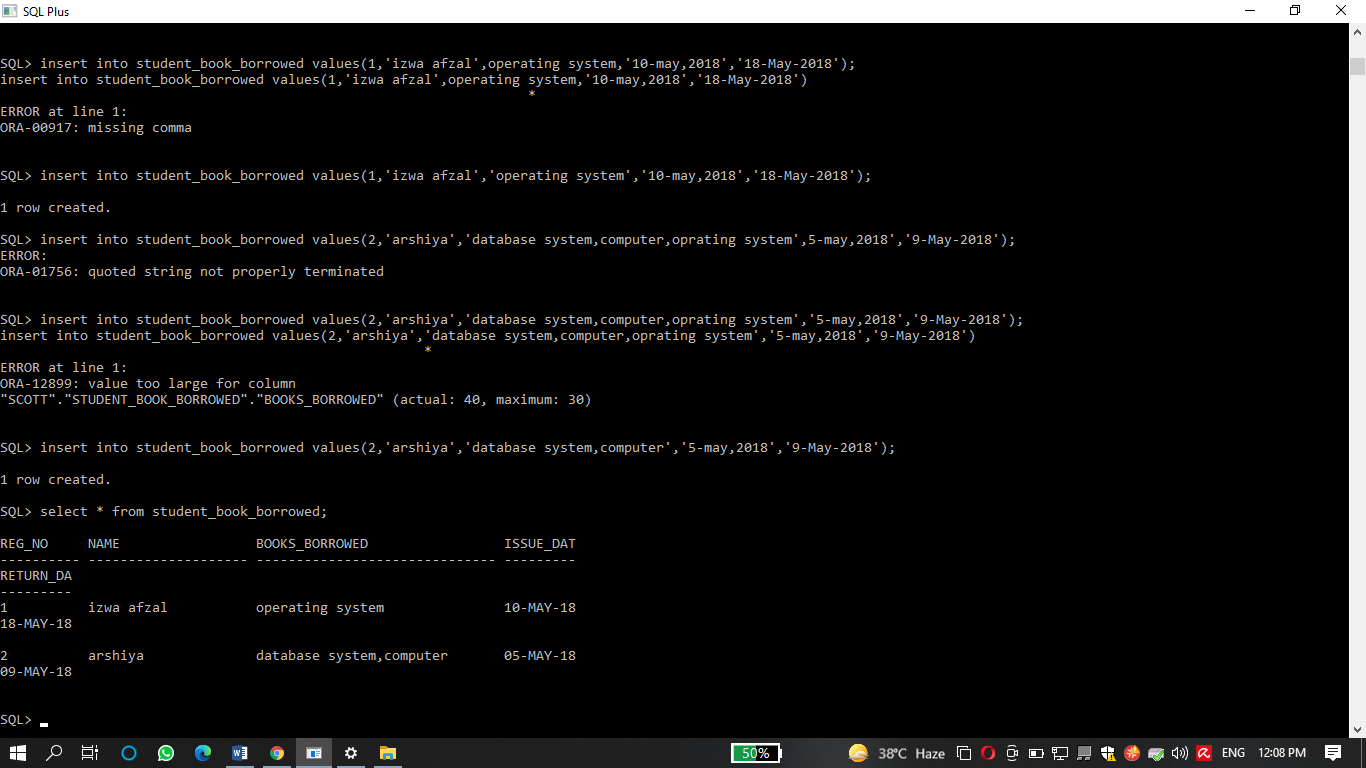 SQL Plus
SQL> insert into student_book_borrowed values(1,'izwa afzal',operating system,'10-may,2018','18-May-2018');
insert into student_book_borrowed values(1,'izwa afzal',operating system,'10-may,2018','18-May-2018')
*
ERROR at line 1:
ORA-00917: missing comma
SQL> insert into student_book_borrowed values(1,'izwa afzal','operating system','10-may,2018','18-May-2018');
1 row created.
SQL> insert into student_book_borrowed values(2,'arshiya','database system,computer,oprating system',5-may,2018','9-May-2018');
ERROR:
ORA-01756: quoted string not properly terminated
SQL> insert into student_book_borrowed values(2,'arshiya','database system,computer,oprating system','5-may,2018','9-May-2018');
insert into student_book_borrowed values(2,'arshiya','database system,computer,oprating system','5-may,2018','9-May-2018')
*
ERROR at line 1:
ORA-12899: value too large for column
"SCOTT"."STUDENT_BOOK_BORROWED"."BOOKS_BORROWED" (actual: 40, maximum: 30)
SQL> insert into student_book_borrowed values(2,'arshiya','database system,computer','5-may,2018','9-May-2018');
1 row created.
SQL> select * from student_book_borrowed;
REG_NO NAME BOOKS_BORROWED ISSUE_DAT
---------- -------------------- ------------------------------ ---------
RETURN_DA
---------
1 izwa afzal operating system 10-MAY-18
18-MAY-18
2 arshiya database system,computer 05-MAY-18
09-MAY-18
SQL>
50% 38°C Haze ENG 12:08 PM